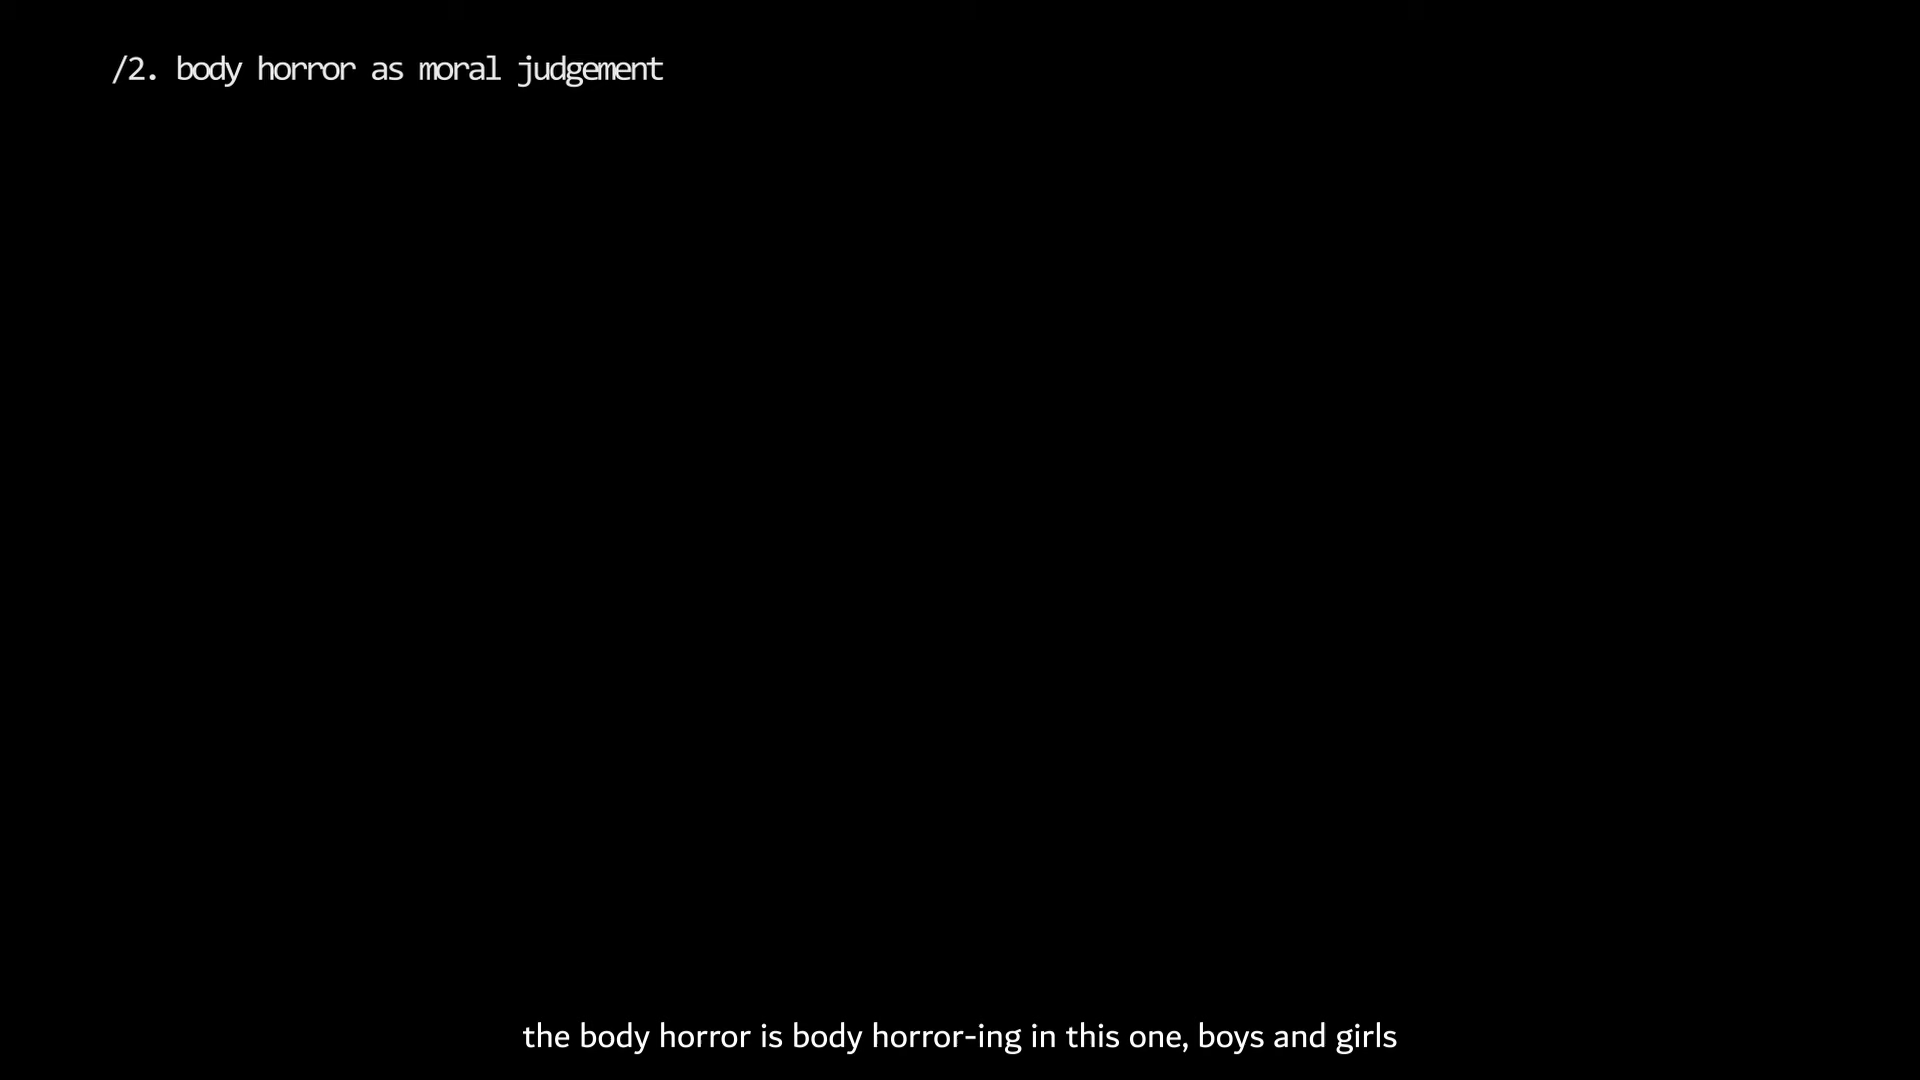 /2. body horror as moral judgement
the body horror is body horror-ing in this one, boys and girls